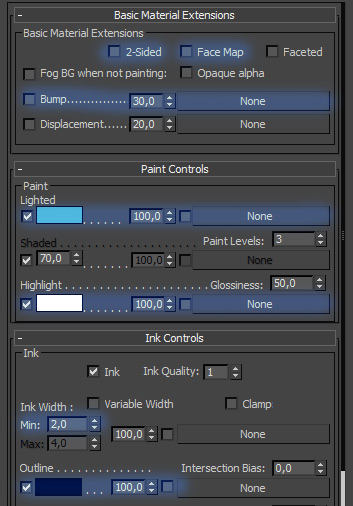 - Basic Material Extensions
Basic Material Extensions
2-Sided Face Map Faceted
Fog BG when not painting: Opaque alpha
Bump............... 30,0 None
Displacement...... 20,0 None
- Paint Controls
Paint
Lighted
. . . . . . 100,0 None
Shaded . . . . . . . . . . . . . . . . . Paint Levels: 3
70,0 . . . . . . 100,0 None
Highlight . . . . . . . . . . . . . . . . . Glossiness: 50,0
. . . . . . 100,0 None
- Ink Controls
Ink
Ink Ink Quality: 1
Ink Width : Variable Width Clamp
Min: 2,0
100,0 None
Max: 4,0
Outline . . . . . . . . . . . . . . Intersection Bias: 0,0
. . . 100,0 None